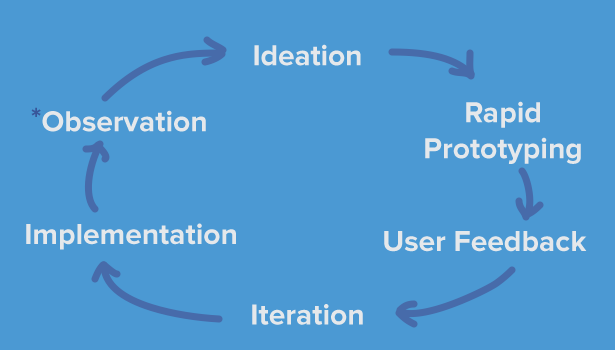 Ideation
Rapid
Prototyping
User Feedback
Iteration
Implementation
*Observation